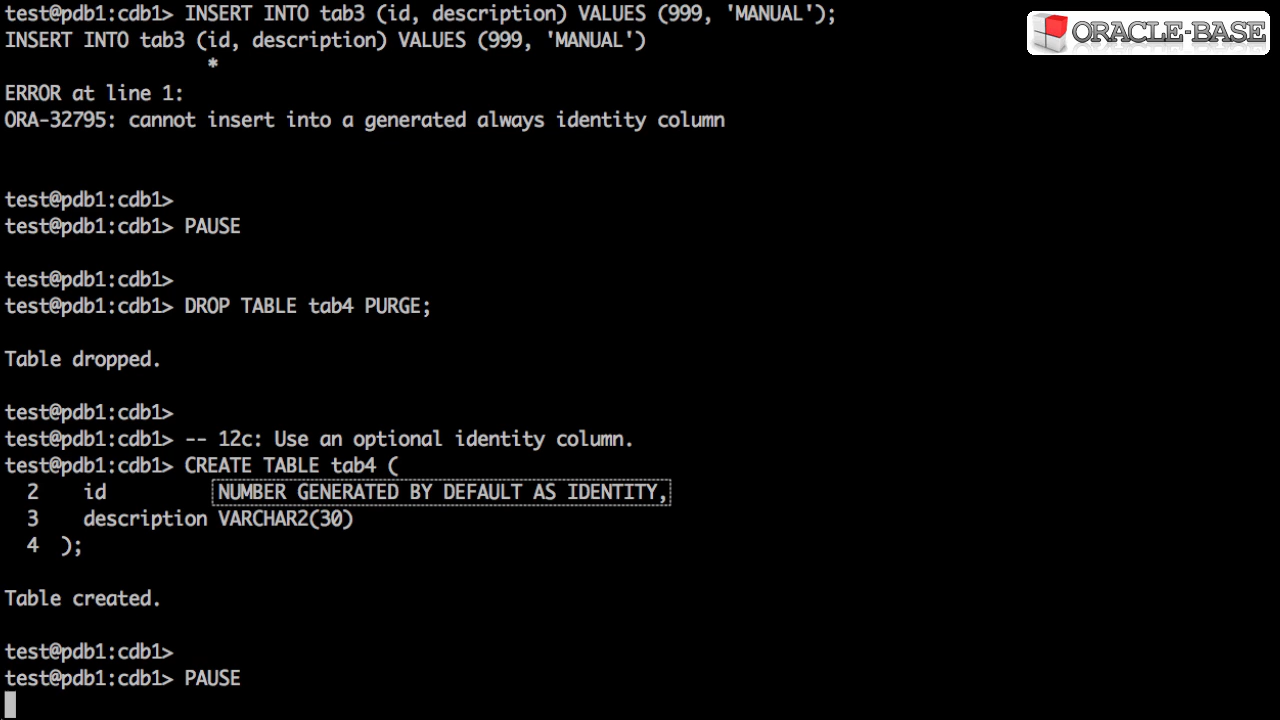 test@pdb1:cdb1> INSERT INTO tab3 (id, description) VALUES (999, 'MANUAL');
INSERT INTO tab3 (id, description) VALUES (999, 'MANUAL')
*
ERROR at line 1:
ORA-32795: cannot insert into a generated always identity column
test@pdb1:cdb1>
test@pdb1:cdb1> PAUSE
test@pdb1:cdb1>
test@pdb1:cdb1> DROP TABLE tab4 PURGE;
Table dropped.
test@pdb1:cdb1>
test@pdb1:cdb1> -- 12c: Use an optional identity column.
test@pdb1:cdb1> CREATE TABLE tab4 (
2 id NUMBER GENERATED BY DEFAULT AS IDENTITY,
3 description VARCHAR2(30)
4 );
Table created.
test@pdb1:cdb1>
test@pdb1:cdb1> PAUSE
ORACLE-BASE